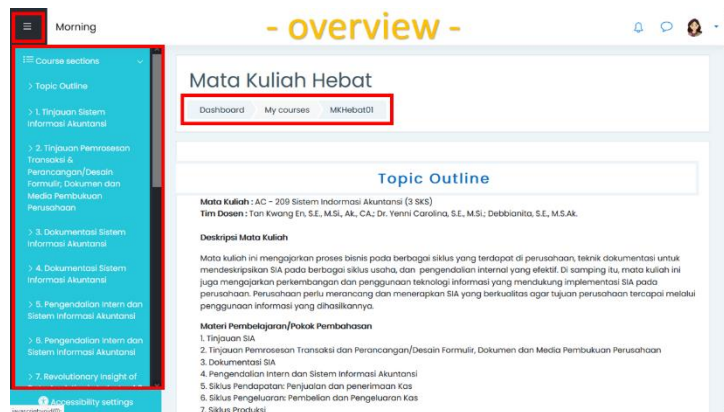 Morning
- overview -
Course sections
> Topic Outline
> 1. Tinjauan Sistem
Informasi Akuntansi
> 2. Tinjauan Pemrosesan
Transaksi &
Perancangan/Desain
Formulir; Dokumen dan
Media Pembukuan
Perusahaan
> 3. Dokumentasi Sistem
Informasi Akuntansi
> 4. Dokumentasi Sistem
Informasi Akuntansi
> 5. Pengendalian Intern dan
Sistem Informasi Akuntansi
> 6. Pengendalian Intern dan
Sistem Informasi Akuntansi
> 7. Revolutionary Insight of
Accessibility settings
Mata Kuliah Hebat
Dashboard My courses MKHebat01
Topic Outline
Mata Kuliah : AC - 209 Sistem Indormasi Akuntansi (3 SKS)
Tim Dosen : Tan Kwang En, S.E., M.Si., Ak., CA.; Dr. Yenni Carolina, S.E., M.Si.; Debbianita, S.E., M.S.Ak.
Deskripsi Mata Kuliah
Mata kuliah ini mengajarkan proses bisnis pada berbagai siklus yang terdapat di perusahaan, teknik dokumentasi untuk
mendeskripsikan SIA pada berbagai siklus usaha, dan pengendalian internal yang efektif. Di samping itu, mata kuliah ini
juga mengajarkan perkembangan dan penggunaan teknologi informasi yang mendukung implementasi SIA pada
perusahaan. Perusahaan perlu merancang dan menerapkan SIA yang berkualitas agar tujuan perusahaan tercapai melalui
penggunaan informasi yang dihasilkannya.
Materi Pembelajaran/Pokok Pembahasan
1. Tinjauan SIA
2. Tinjauan Pemrosesan Transaksi dan Perancangan/Desain Formulir, Dokumen dan Media Pembukuan Perusahaan
3. Dokumentasi SIA
4. Pengendalian Intern dan Sistem Informasi Akuntansi
5. Siklus Pendapatan: Penjualan dan penerimaan Kas
6. Siklus Pengeluaran: Pembelian dan Pengeluaran Kas
7. Siklus Produksi